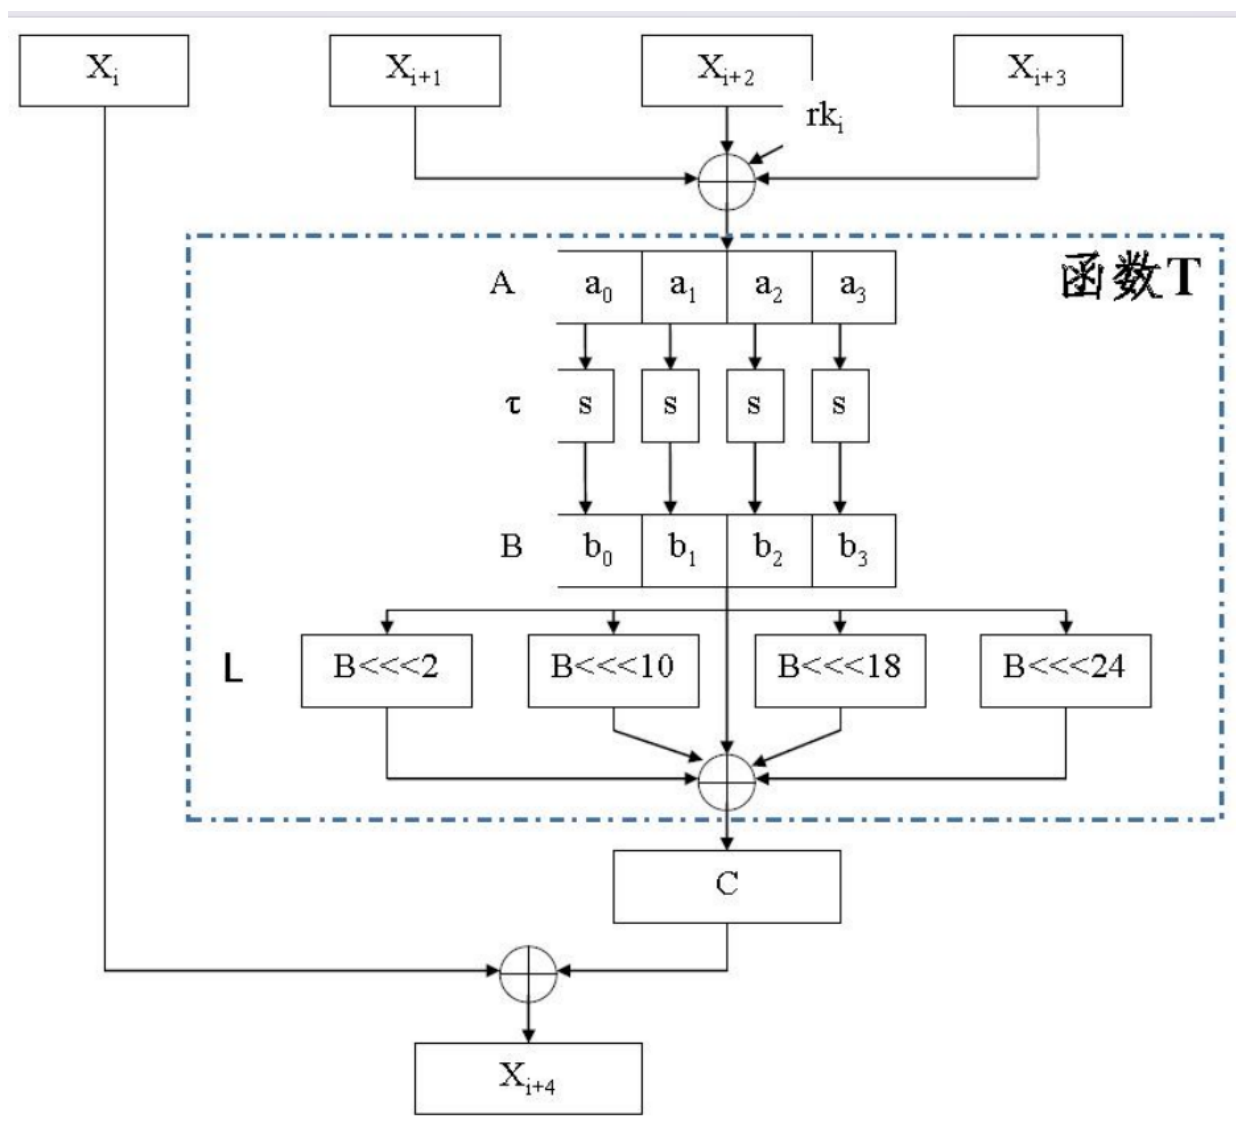 X_i X_{i+1} X_{i+2} X_{i+3}
rk_i
函数T
A a_0 a_1 a_2 a_3
τ s s s s
B b_0 b_1 b_2 b_3
L B<<<2 B<<<10 B<<<18 B<<<24
C
X_{i+4}